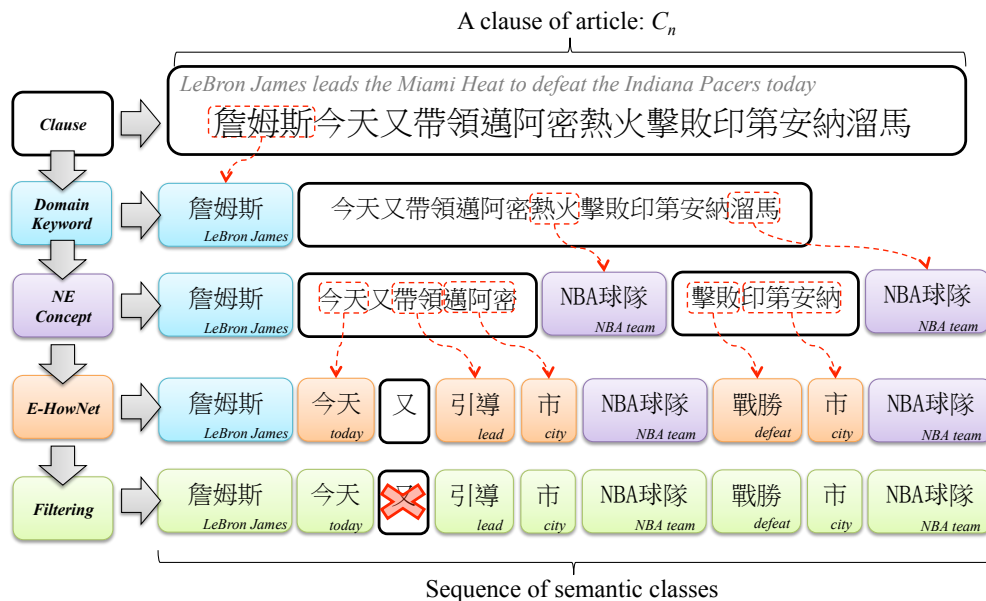 A clause of article: Cn
LeBron James leads the Miami Heat to defeat the Indiana Pacers today
Clause
詹姆斯今天又帶領邁阿密熱火擊敗印第安納溜馬
Domain
Keyword
詹姆斯
LeBron James
今天又帶領邁阿密熱火擊敗印第安納溜馬
NE
Concept
詹姆斯
LeBron James
今天又帶領邁阿密
NBA球隊
NBA team
擊敗印第安納
NBA球隊
NBA team
E-HowNet
詹姆斯
LeBron James
今天
today
又
引導
lead
市
city
NBA球隊
NBA team
戰勝
defeat
市
city
NBA球隊
NBA team
Filtering
詹姆斯
LeBron James
今天
today
又
引導
lead
市
city
NBA球隊
NBA team
戰勝
defeat
市
city
NBA球隊
NBA team
Sequence of semantic classes